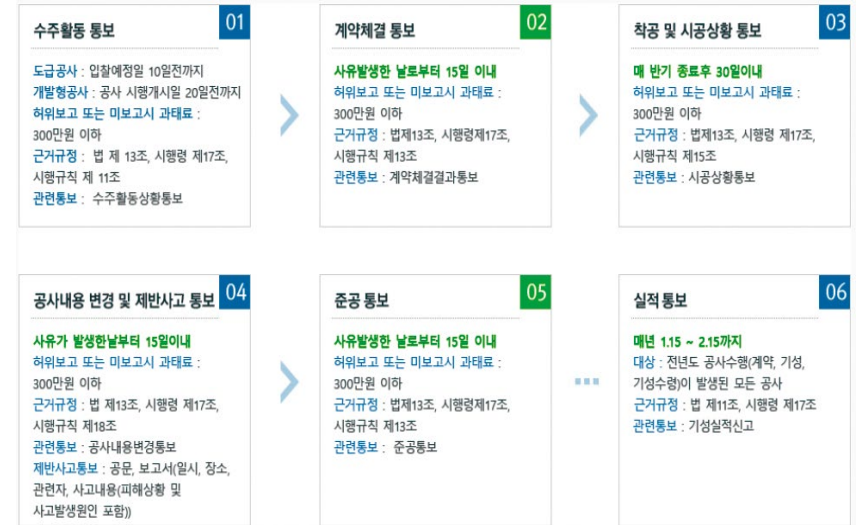 수주활동 통보 01
도급공사 : 입찰예정일 10일전까지
개발형공사 : 공사 시행개시일 20일전까지
허위보고 또는 미보고시 과태료 :
300만원 이하
근거규정 : 법 제 13조, 시행령 제17조,
시행규칙 제 11조
관련통보 : 수주활동상황통보
계약체결 통보 02
사유발생한 날로부터 15일 이내
허위보고 또는 미보고시 과태료 :
300만원 이하
근거규정 : 법제13조, 시행령제17조,
시행규칙 제13조
관련통보 : 계약체결결과통보
착공 및 시공상황 통보 03
매 반기 종료후 30일이내
허위보고 또는 미보고시 과태료 :
300만원 이하
근거규정 : 법제13조, 시행령 제17조,
시행규칙 제15조
관련통보 : 시공상황통보
공사내용 변경 및 제반사고 통보 04
사유가 발생한날부터 15일이내
허위보고 또는 미보고시 과태료 :
300만원 이하
근거규정 : 법 제13조, 시행령 제17조,
시행규칙 제18조
관련통보 : 공사내용변경통보
제반사고통보 : 공문, 보고서(일시, 장소,
관련자, 사고내용(피해상황 및
사고발생원인 포함))
준공 통보 05
사유발생한 날로부터 15일 이내
허위보고 또는 미보고시 과태료 :
300만원 이하
근거규정 : 법제13조, 시행령제17조,
시행규칙 제13조
관련통보 : 준공통보
실적 통보 06
매년 1.15 ~ 2.15까지
대상 : 전년도 공사수행(계약, 기성,
기성수령)이 발생된 모든 공사
근거규정 : 법 제11조, 시행령 제17조
관련통보 : 기성실적신고